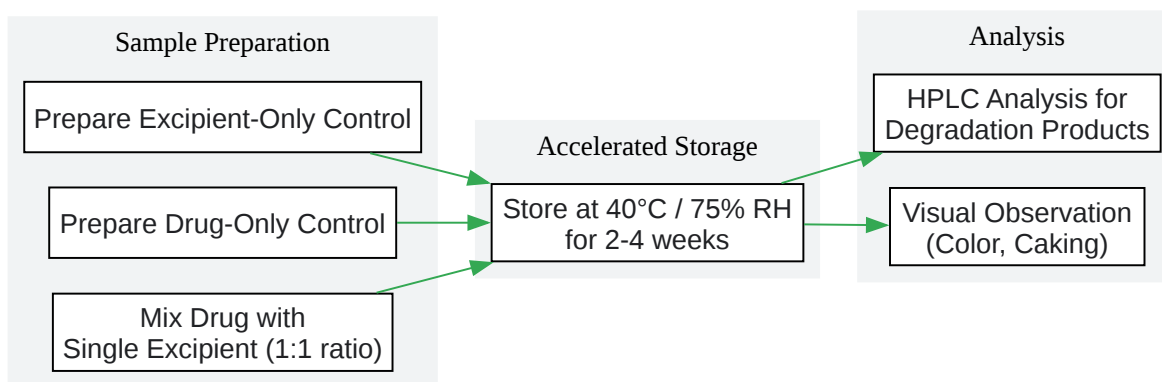 Sample Preparation
Prepare Excipient-Only Control
Prepare Drug-Only Control
Mix Drug with
Single Excipient (1:1 ratio)
Accelerated Storage
Store at 40°C / 75% RH
for 2-4 weeks
Analysis
HPLC Analysis for
Degradation Products
Visual Observation
(Color, Caking)